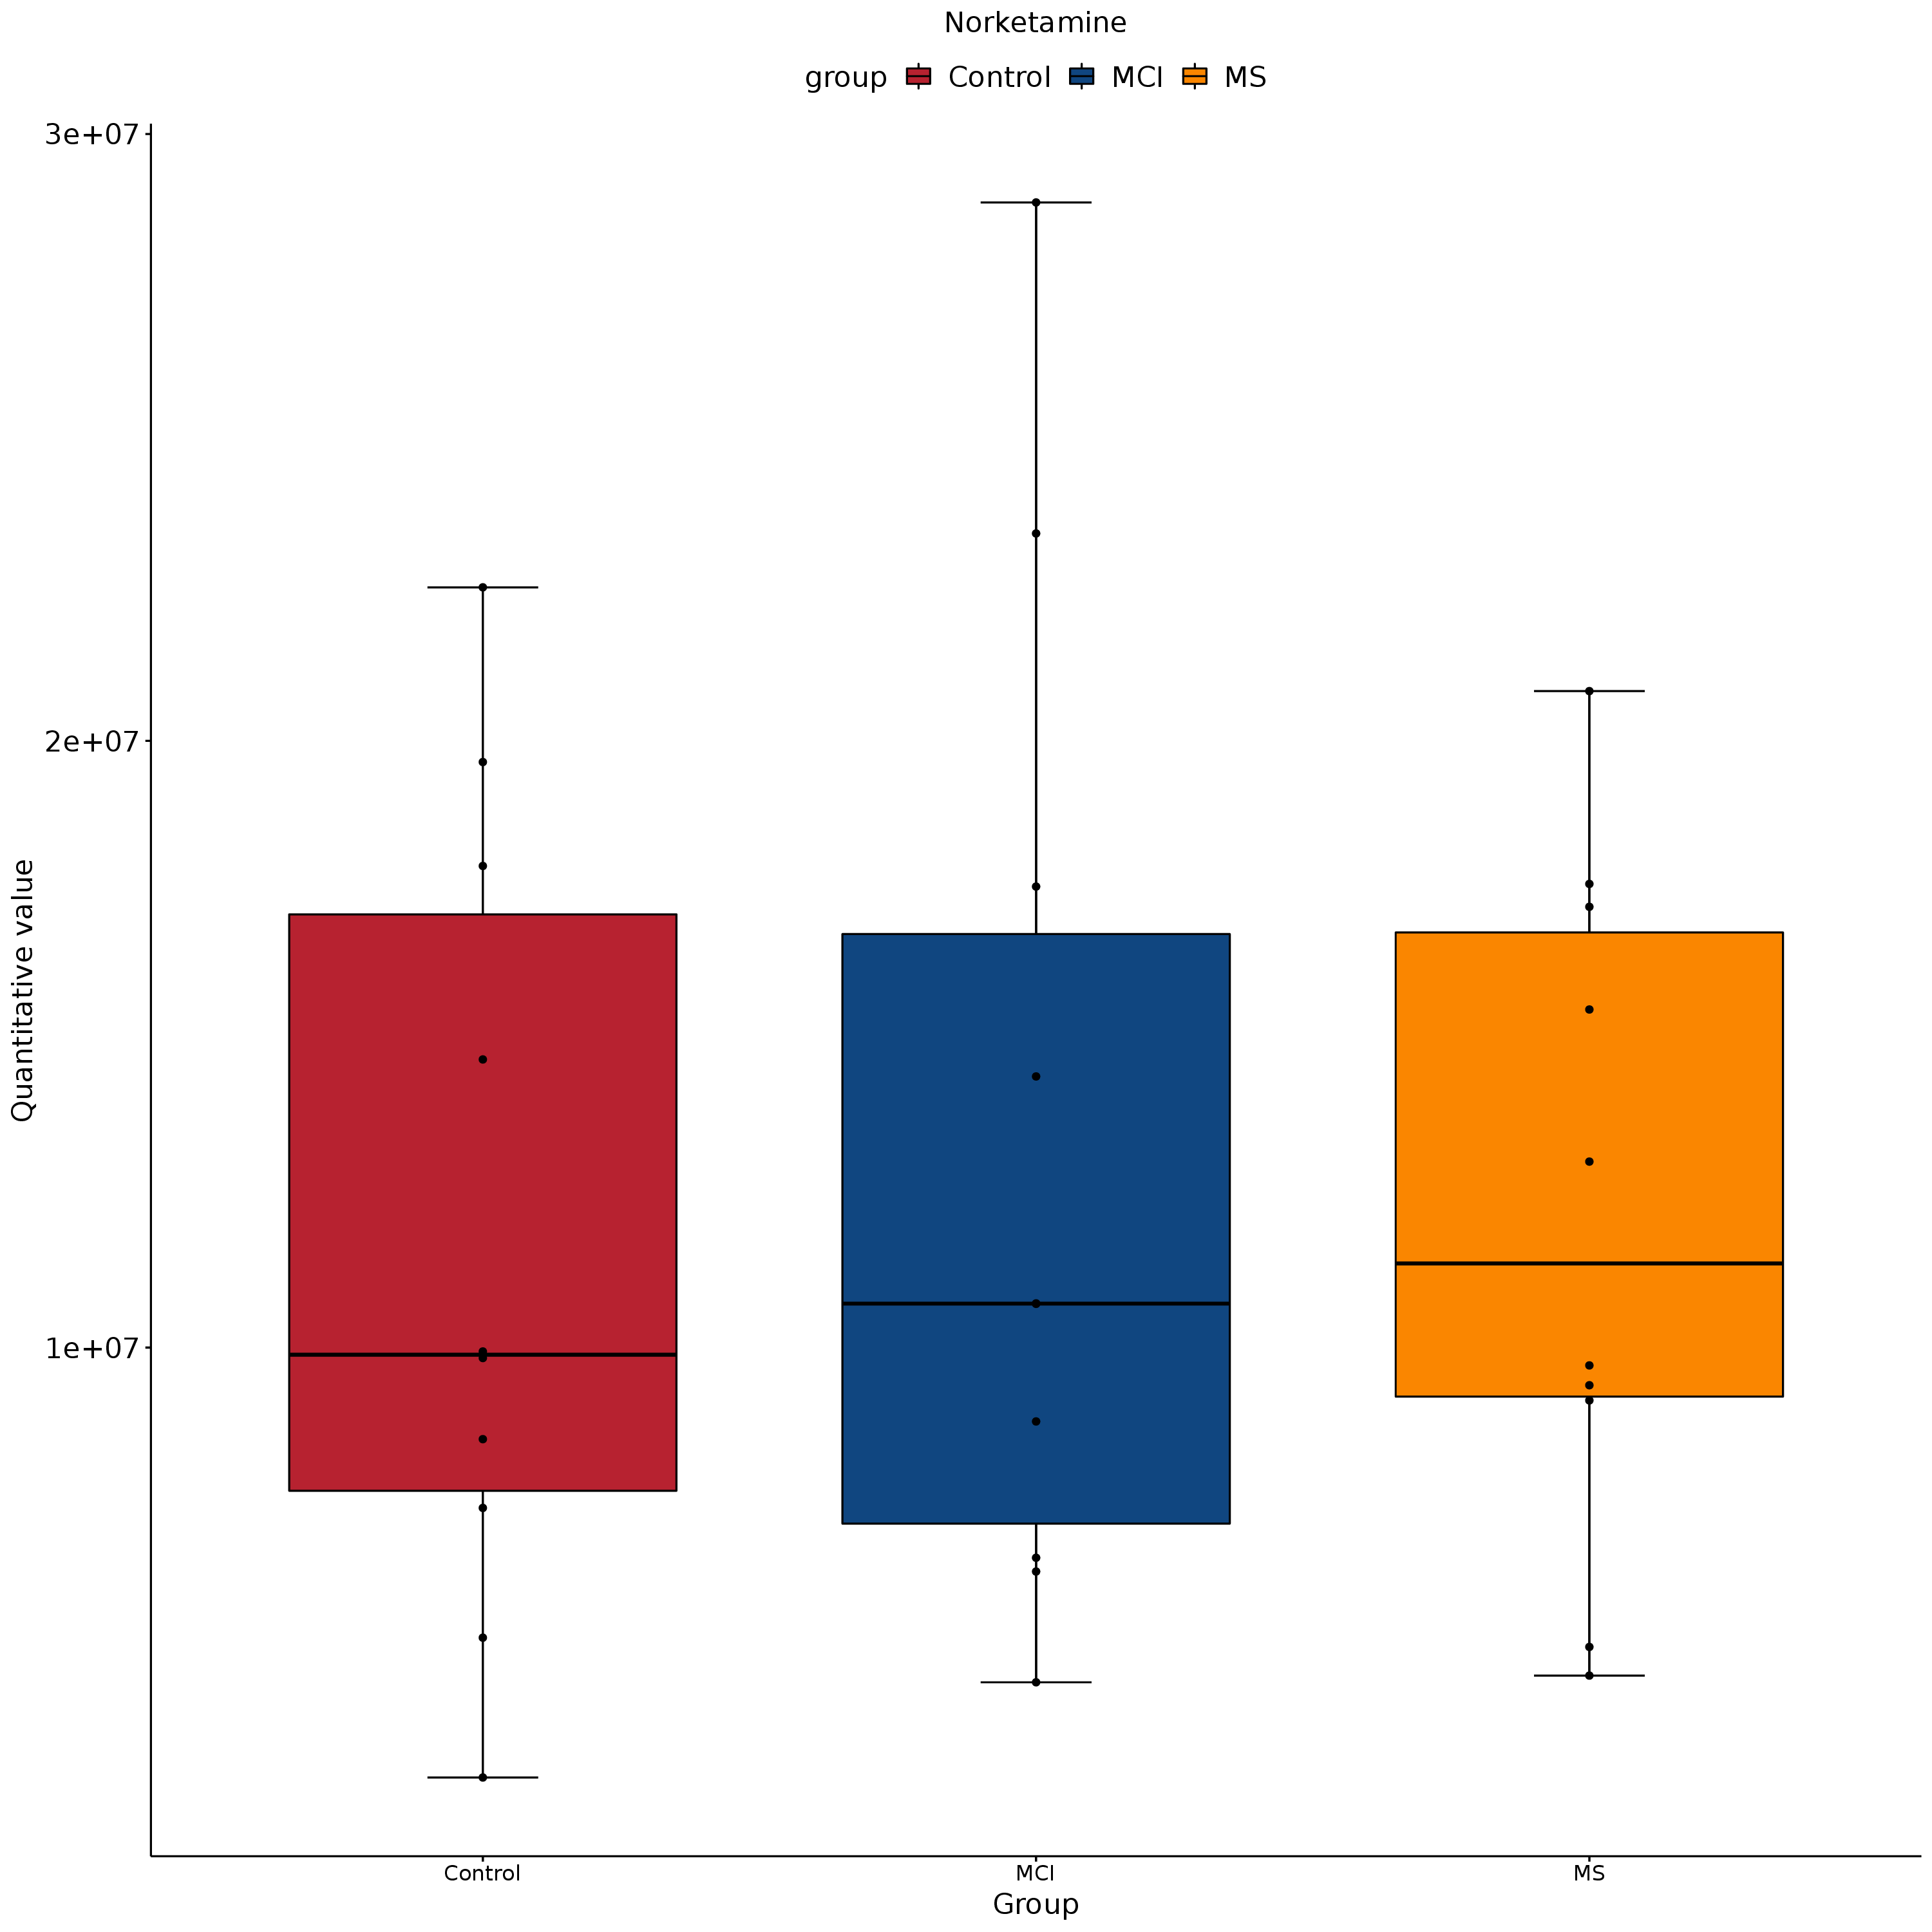 Norketamine
group Control MCI MS
3e+07
2e+07
1e+07
Quantitative value
Control MCI MS
Group